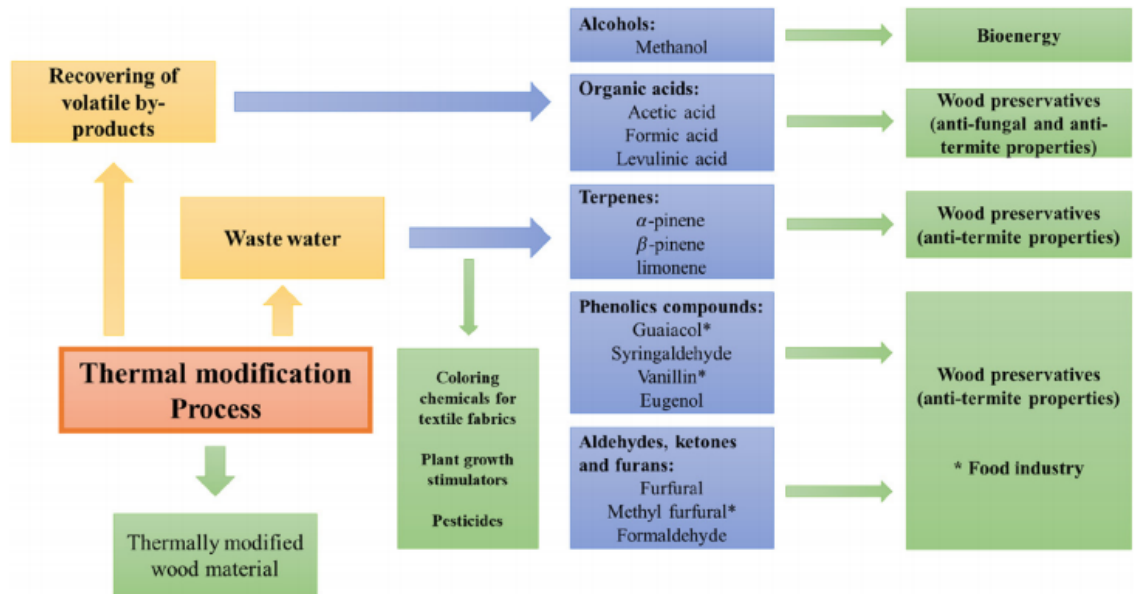 Recovering of
volatile by-
products
Waste water
Thermal modification
Process
Thermally modified
wood material
Coloring
chemicals for
textile fabrics
Plant growth
stimulators
Pesticides
Alcohols:
Methanol
Organic acids:
Acetic acid
Formic acid
Levulinic acid
Terpenes:
α-pinene
β-pinene
limonene
Phenolics compounds:
Guaiacol*
Syringaldehyde
Vanillin*
Eugenol
Aldehydes, ketones
and furans:
Furfural
Methyl furfural*
Formaldehyde
Bioenergy
Wood preservatives
(anti-fungal and anti-
termite properties)
Wood preservatives
(anti-termite properties)
Wood preservatives
(anti-termite properties)
* Food industry